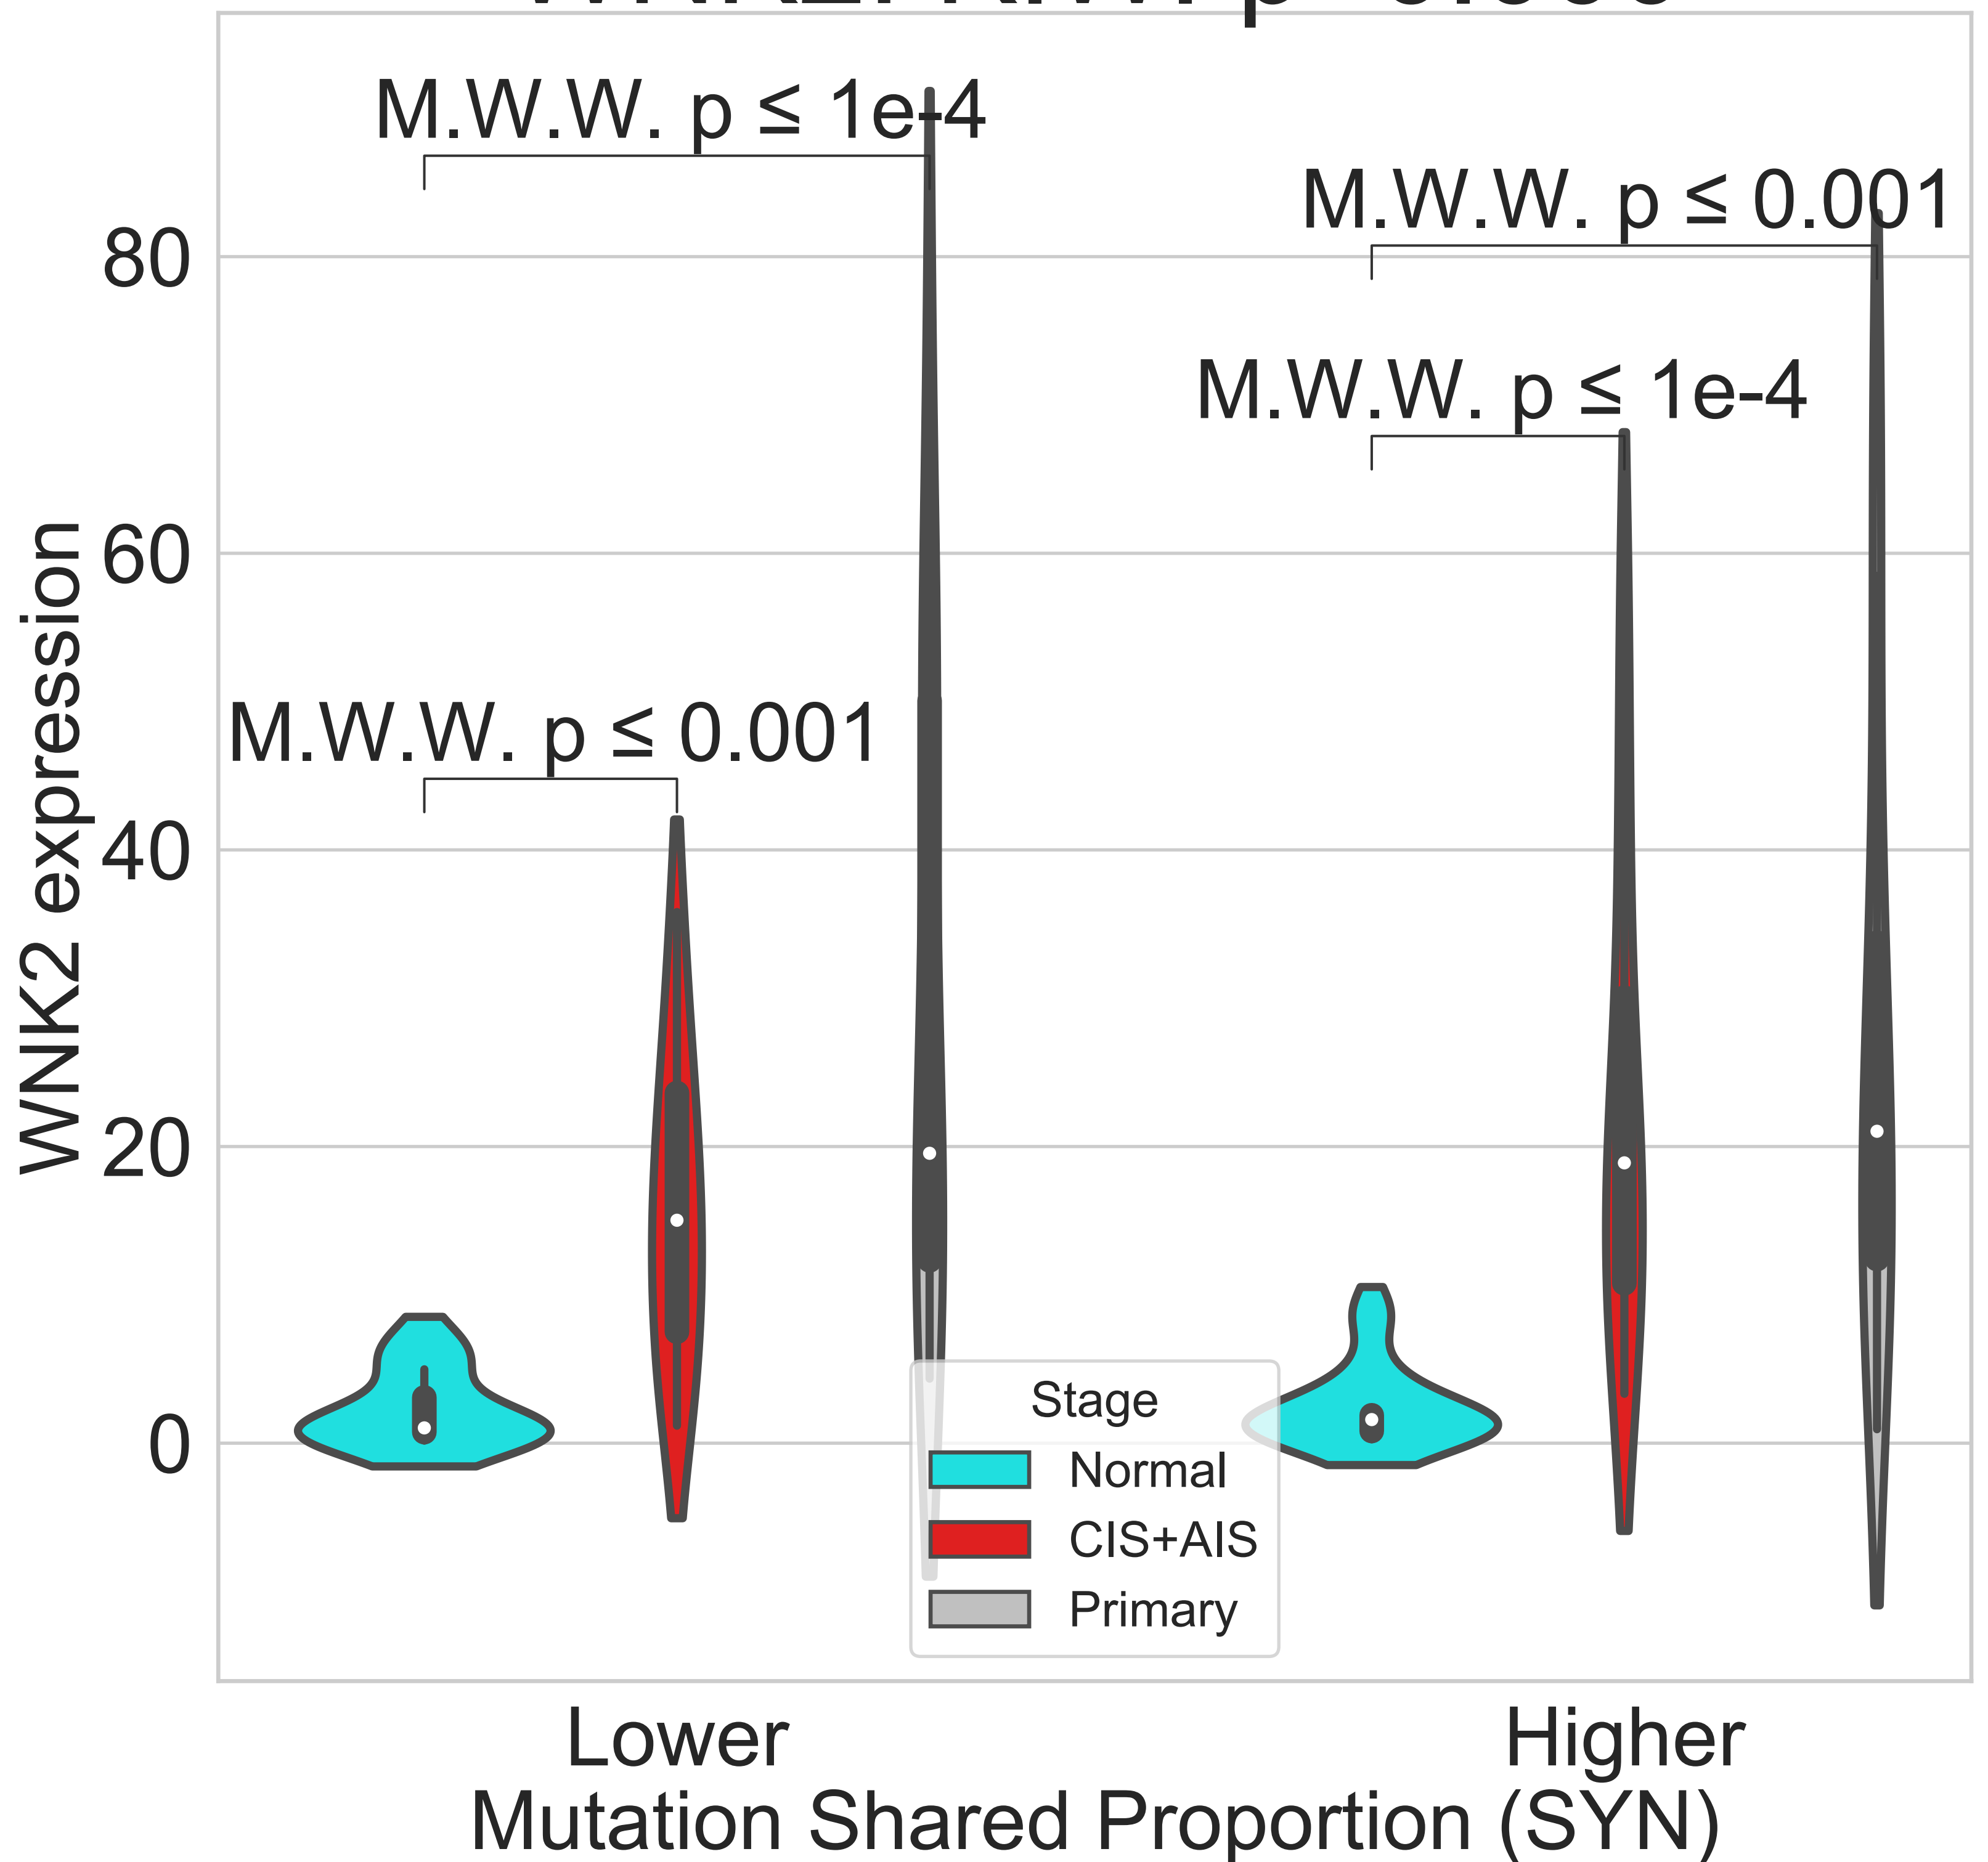 M.W.W. p ≤ 1e-4
M.W.W. p ≤ 0.001
M.W.W. p ≤ 1e-4
M.W.W. p ≤ 0.001
WNK2 expression
80
60
40
20
0
Stage
Normal
CIS+AIS
Primary
Lower
Higher
Mutation Shared Proportion (SYN)